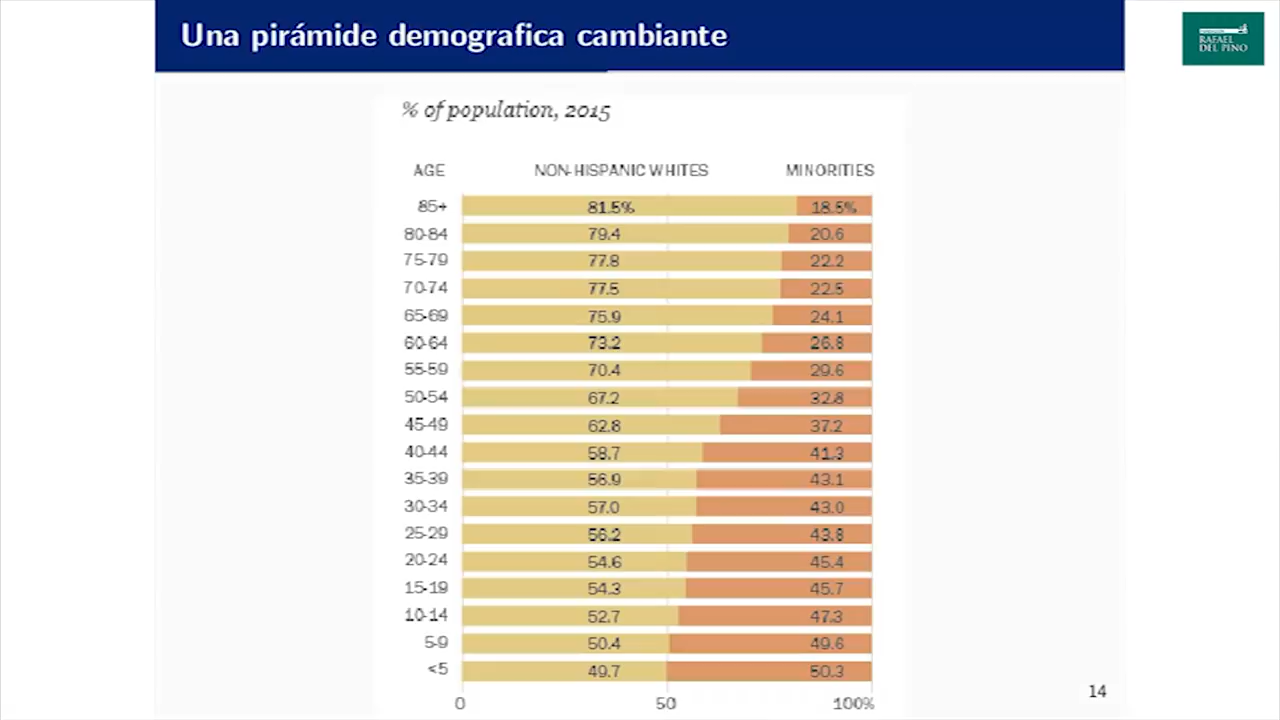 Una pirámide demografica cambiante
FUNDACIÓN
RAFAEL
DEL PINO
% of population, 2015
AGE NON-HISPANIC WHITES MINORITIES
85+ 81.5% 18.5%
80-84 79.4 20.6
75-79 77.8 22.2
70-74 77.5 22.5
65-69 75.9 24.1
60-64 73.2 26.8
55-59 70.4 29.6
50-54 67.2 32.8
45-49 62.8 37.2
40-44 58.7 41.3
35-39 56.9 43.1
30-34 57.0 43.0
25-29 56.2 43.8
20-24 54.6 45.4
15-19 54.3 45.7
10-14 52.7 47.3
5-9 50.4 49.6
<5 49.7 50.3
0 50 100%
14